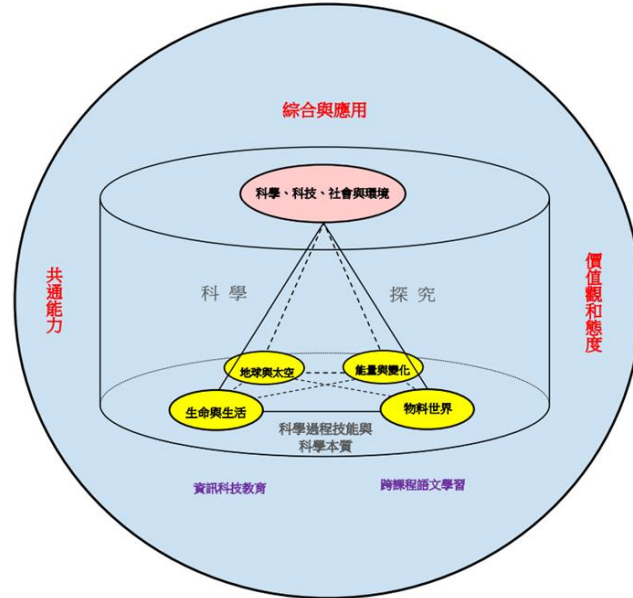 綜合與應用
科學、科技、社會與環境
共通能力
價值觀和態度
科學
探究
地球與太空
能量與變化
生命與生活
物料世界
科學過程技能與
科學本質
資訊科技教育
跨課程語文學習